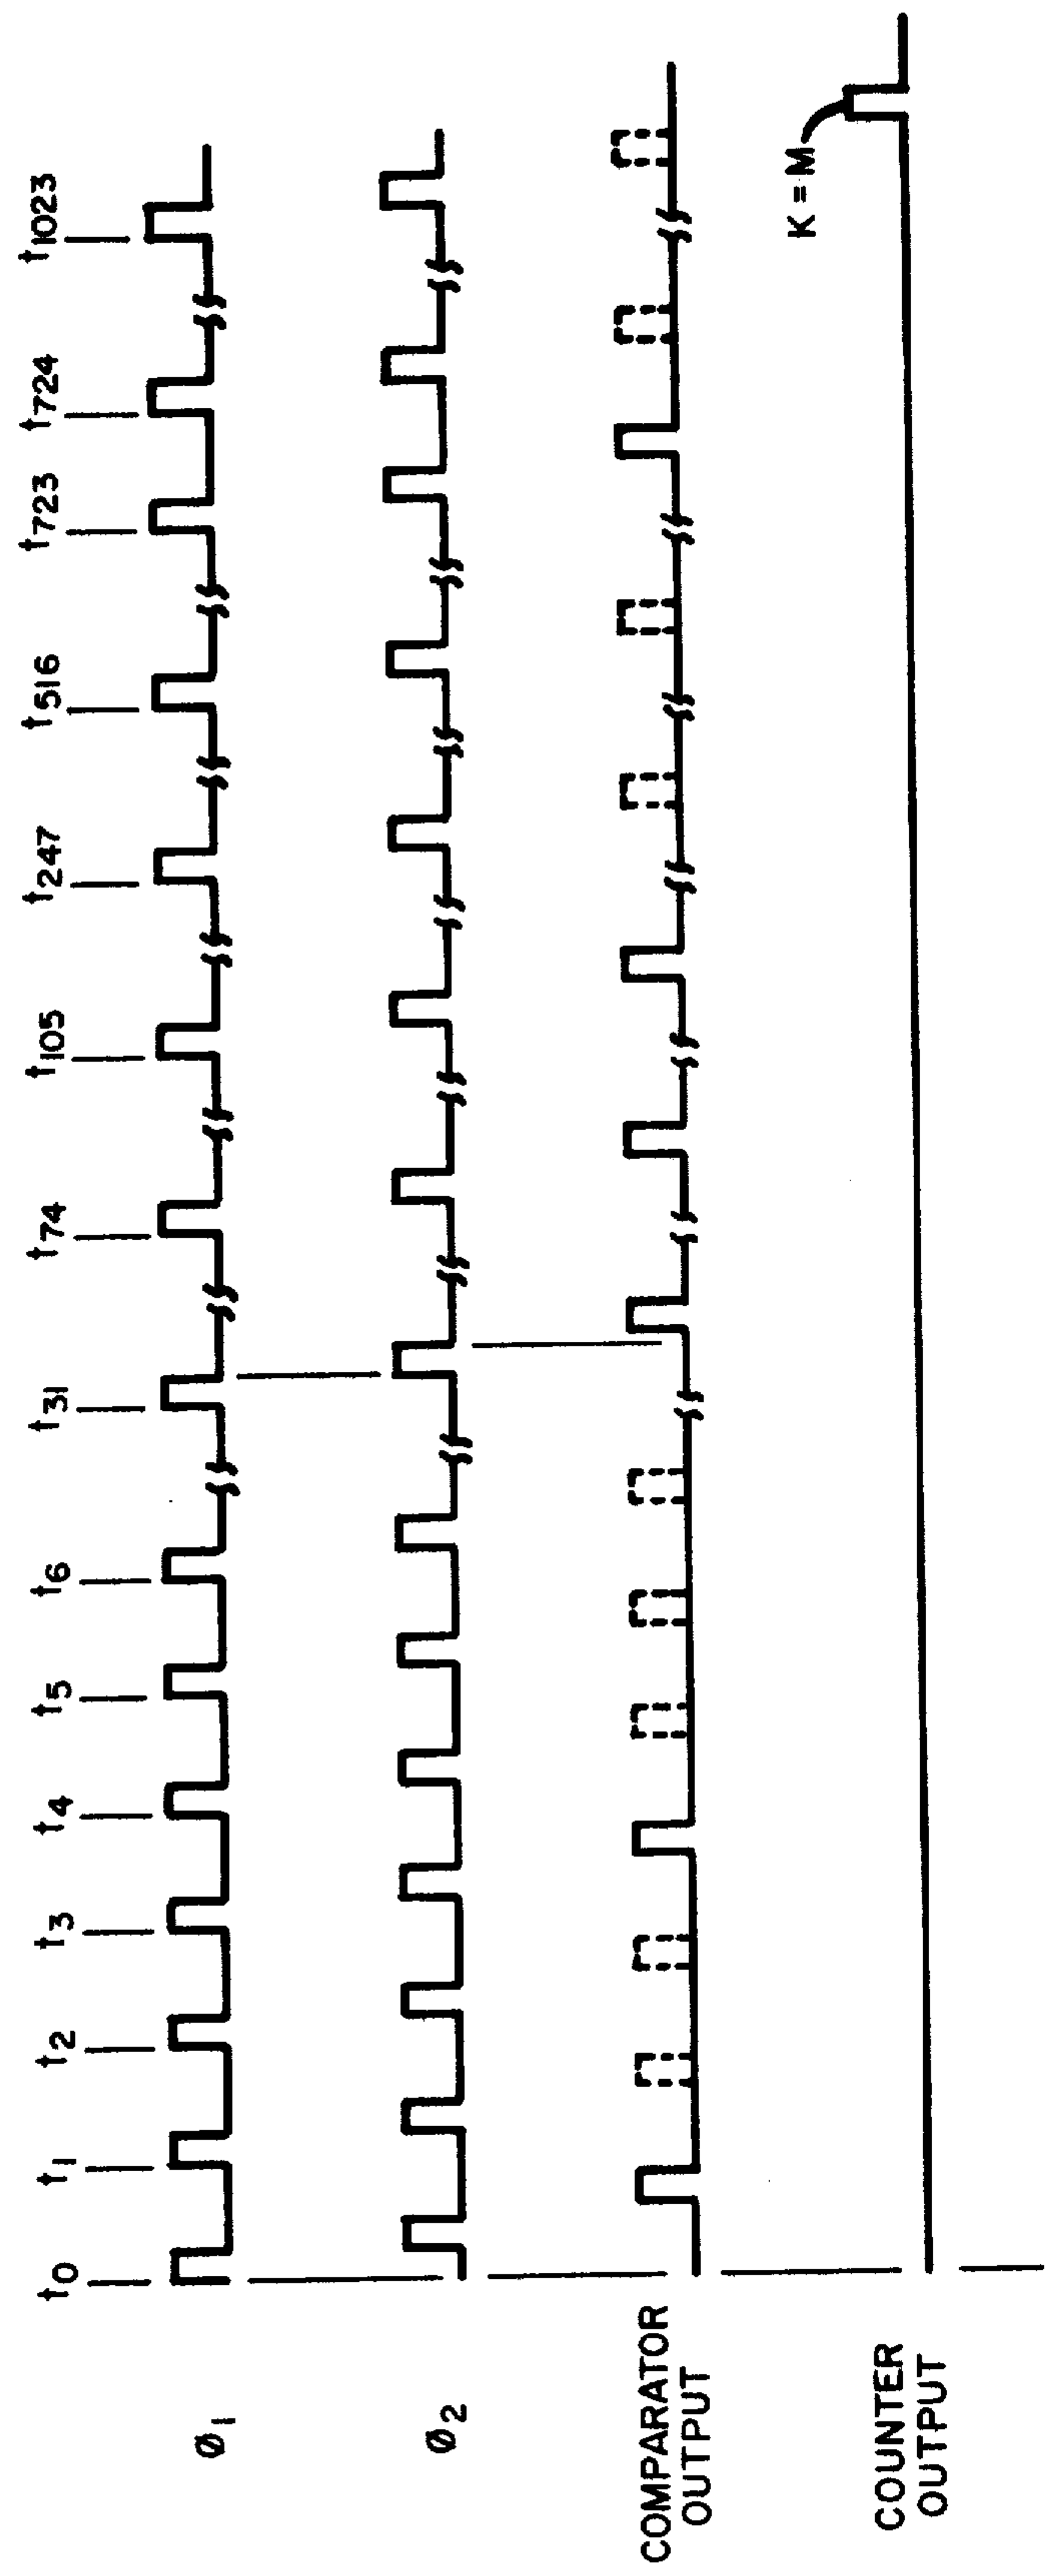 t0 t1 t2 t3 t4 t5 t6 t31 t74 t105 t247 t516 t723 t724 t1023
Ø1
Ø2
COMPARATOR
OUTPUT
K = M
COUNTER
OUTPUT